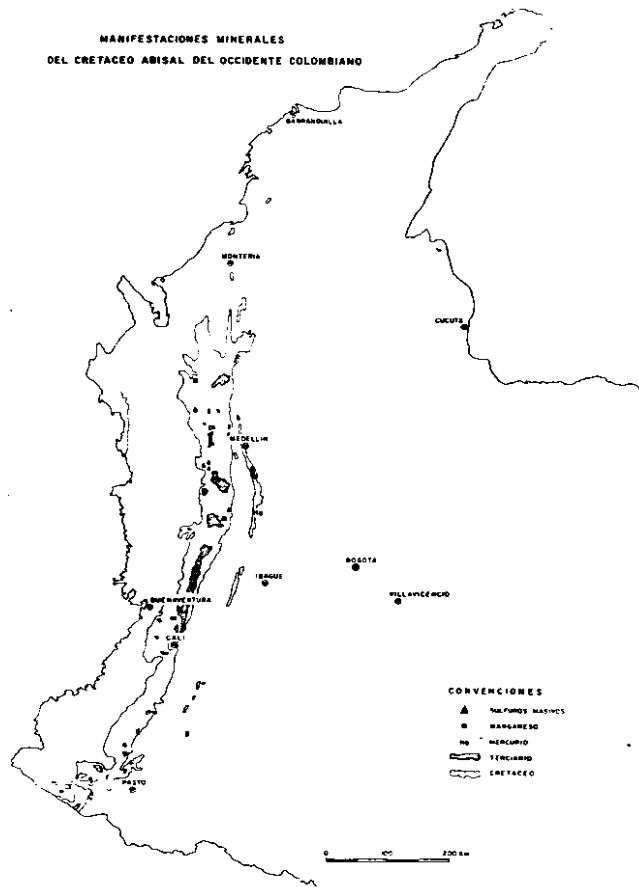 MANIFESTACIONES MINERALES
DEL CRETACEO ABISAL DEL OCCIDENTE COLOMBIANO
BARRANQUILLA
MONTERIA
CUCUTA
MEDELLIN
Hg
BOGOTA
IBAGUE
VILLAVICENCIO
BUENAVENTURA
CALI
PASTO
CONVENCIONES
SULFUROS MASIVOS
MANGANESO
Hg MERCURIO
TERCIARIO
CRETACEO
0 100 200 Km